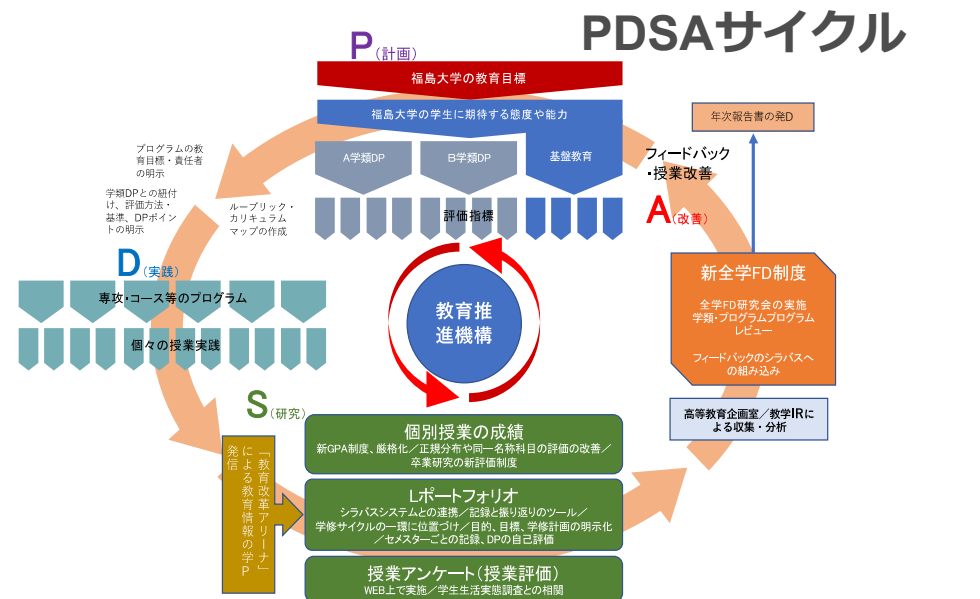 PDSAサイクル
P(計画)
福島大学の教育目標
福島大学の学生に期待する態度や能力
A学類DP
B学類DP
基盤教育
評価指標
年次報告書の発D
フィードバック
・授業改善
A(改善)
プログラムの教
育目標・責任者
の明示
学類DPとの紐付
け、評価方法・
基準、DPポイン
トの明示
ルーブリック・
カリキュラム
マップの作成
D(実践)
専攻・コース等のプログラム
個々の授業実践
教育推
進機構
新全学FD制度
全学FD研究会の実施
学類・プログラムプログラム
レビュー
フィードバックのシラバスへ
の組み込み
高等教育企画室／教学IRに
よる収集・分析
S(研究)
個別授業の成績
新GPA制度、厳格化／正規分布や同一名称科目の評価の改善／
卒業研究の新評価制度
Lポートフォリオ
シラバスシステムとの連携／記録と振り返りのツール／
学修サイクルの一環に位置づけ／目的、目標、学修計画の明示化
／セメスターごとの記録、DPの自己評価
授業アンケート（授業評価）
WEB上で実施／学生生活実態調査との相関
「教育改革アリーナ」
による教育情報の学P
発信